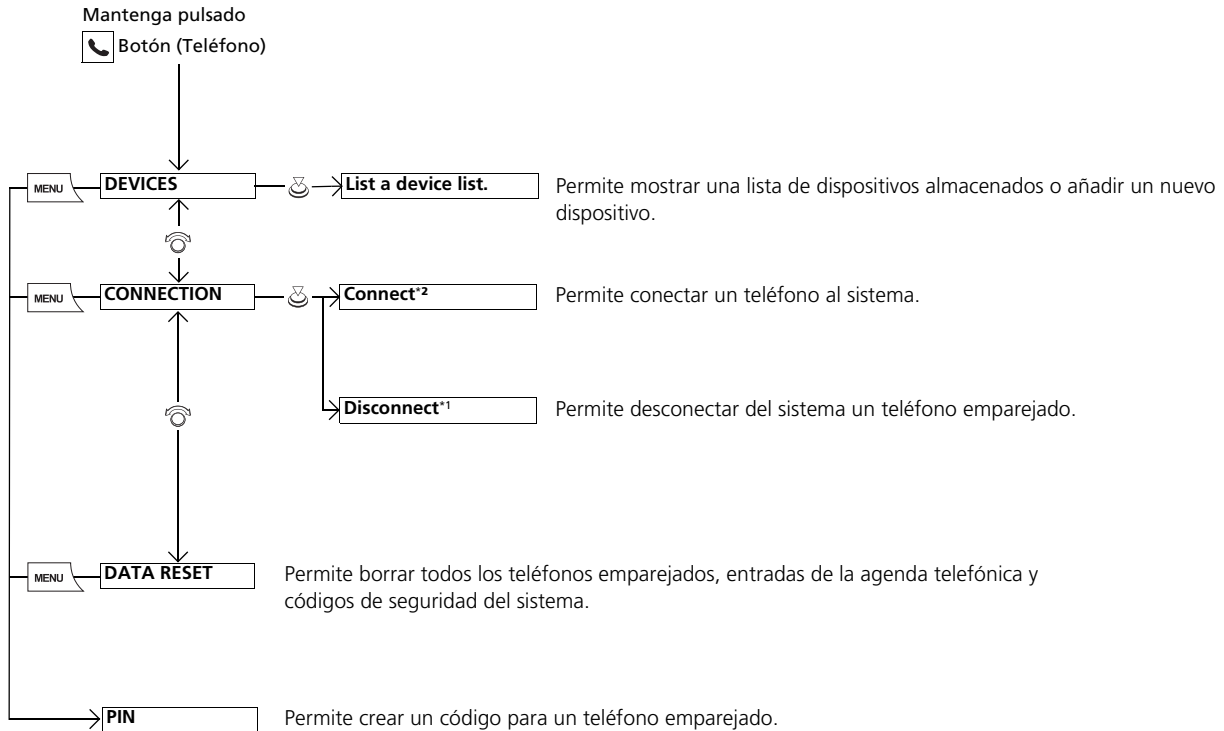 Mantenga pulsado
Botón (Teléfono)
MENU DEVICES List a device list. Permite mostrar una lista de dispositivos almacenados o añadir un nuevo
dispositivo.
MENU CONNECTION Connect*2 Permite conectar un teléfono al sistema.
Disconnect*1 Permite desconectar del sistema un teléfono emparejado.
MENU DATA RESET Permite borrar todos los teléfonos emparejados, entradas de la agenda telefónica y
códigos de seguridad del sistema.
PIN Permite crear un código para un teléfono emparejado.